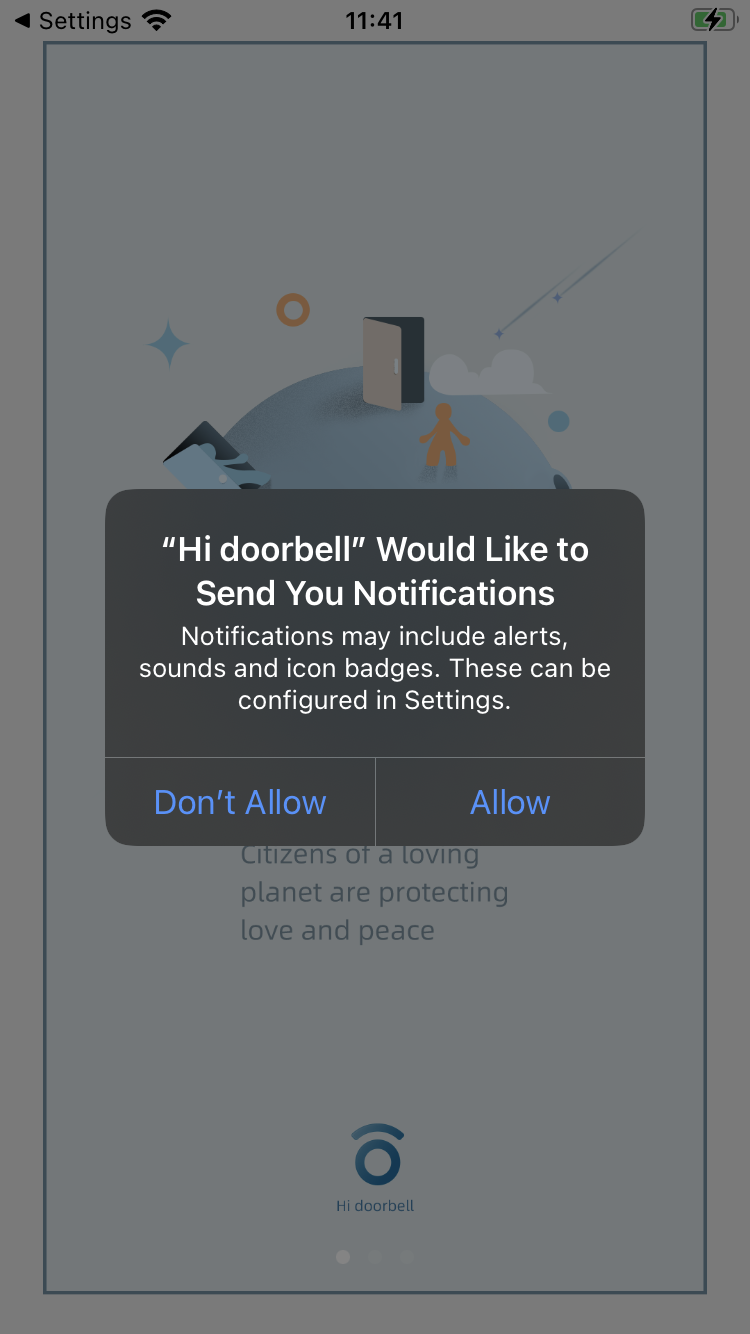 Settings
11:41
“Hi doorbell” Would Like to
Send You Notifications
Notifications may include alerts,
sounds and icon badges. These can be
configured in Settings.
Don’t Allow
Allow
Citizens of a loving
planet are protecting
love and peace
Hi doorbell